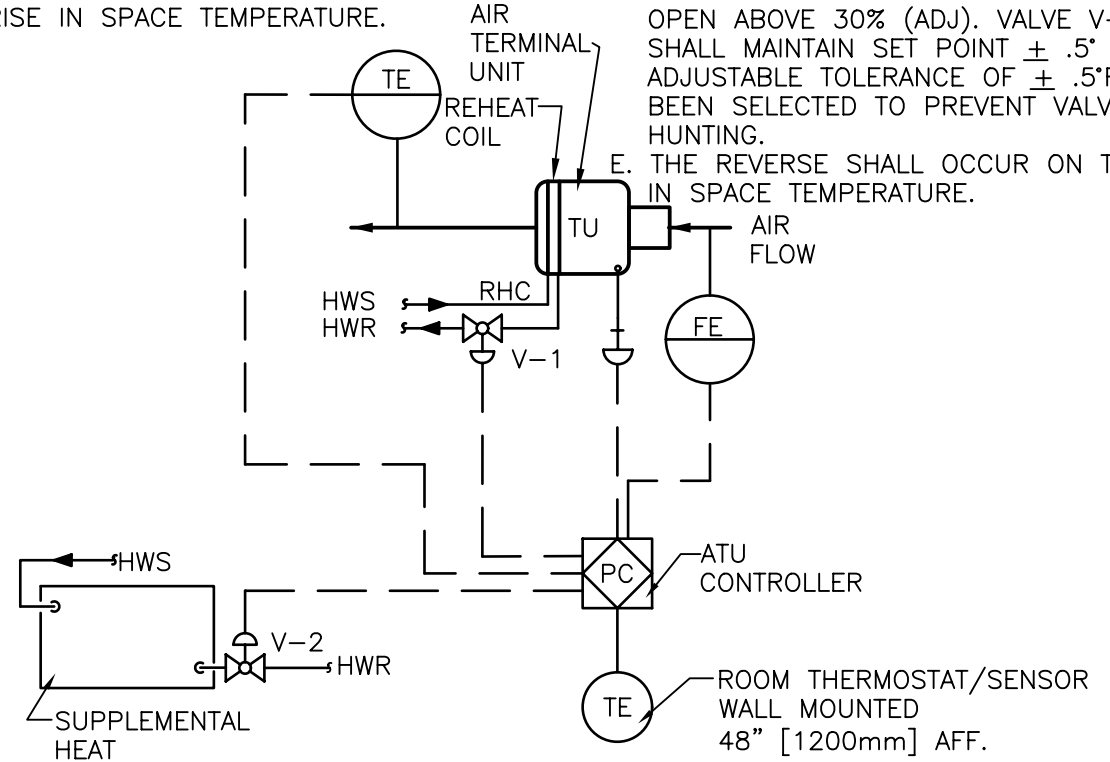 RISE IN SPACE TEMPERATURE.
OPEN ABOVE 30% (ADJ). VALVE V-
SHALL MAINTAIN SET POINT ± .5°
ADJUSTABLE TOLERANCE OF ± .5°F
BEEN SELECTED TO PREVENT VALV
HUNTING.
E. THE REVERSE SHALL OCCUR ON T
IN SPACE TEMPERATURE.
AIR
TERMINAL
UNIT
REHEAT
COIL
TE
TU
AIR
FLOW
HWS
RHC
HWR
V-1
FE
HWS
PC
ATU
CONTROLLER
V-2
HWR
SUPPLEMENTAL
HEAT
TE
ROOM THERMOSTAT/SENSOR
WALL MOUNTED
48" [1200mm] AFF.